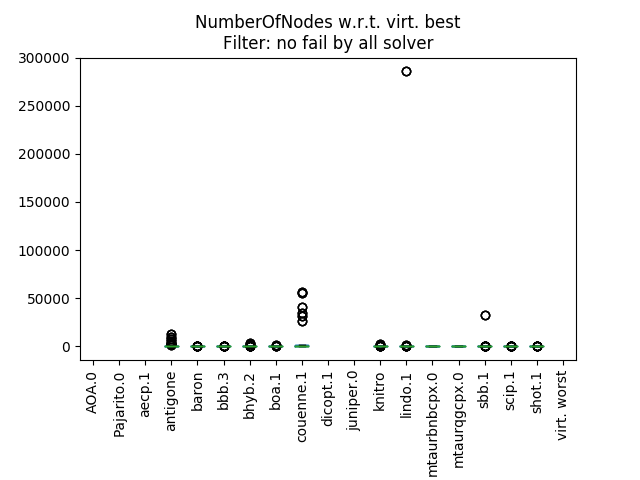 NumberOfNodes w.r.t. virt. best
Filter: no fail by all solver
300000
250000
200000
150000
100000
50000
0
AOA.0
Pajarito.0
aecp.1
antigone
baron
bbb.3
bhyb.2
boa.1
couenne.1
dicopt.1
juniper.0
knitro
lindo.1
mtaurbnbcpx.0
mtaurqgcpx.0
sbb.1
scip.1
shot.1
virt. worst